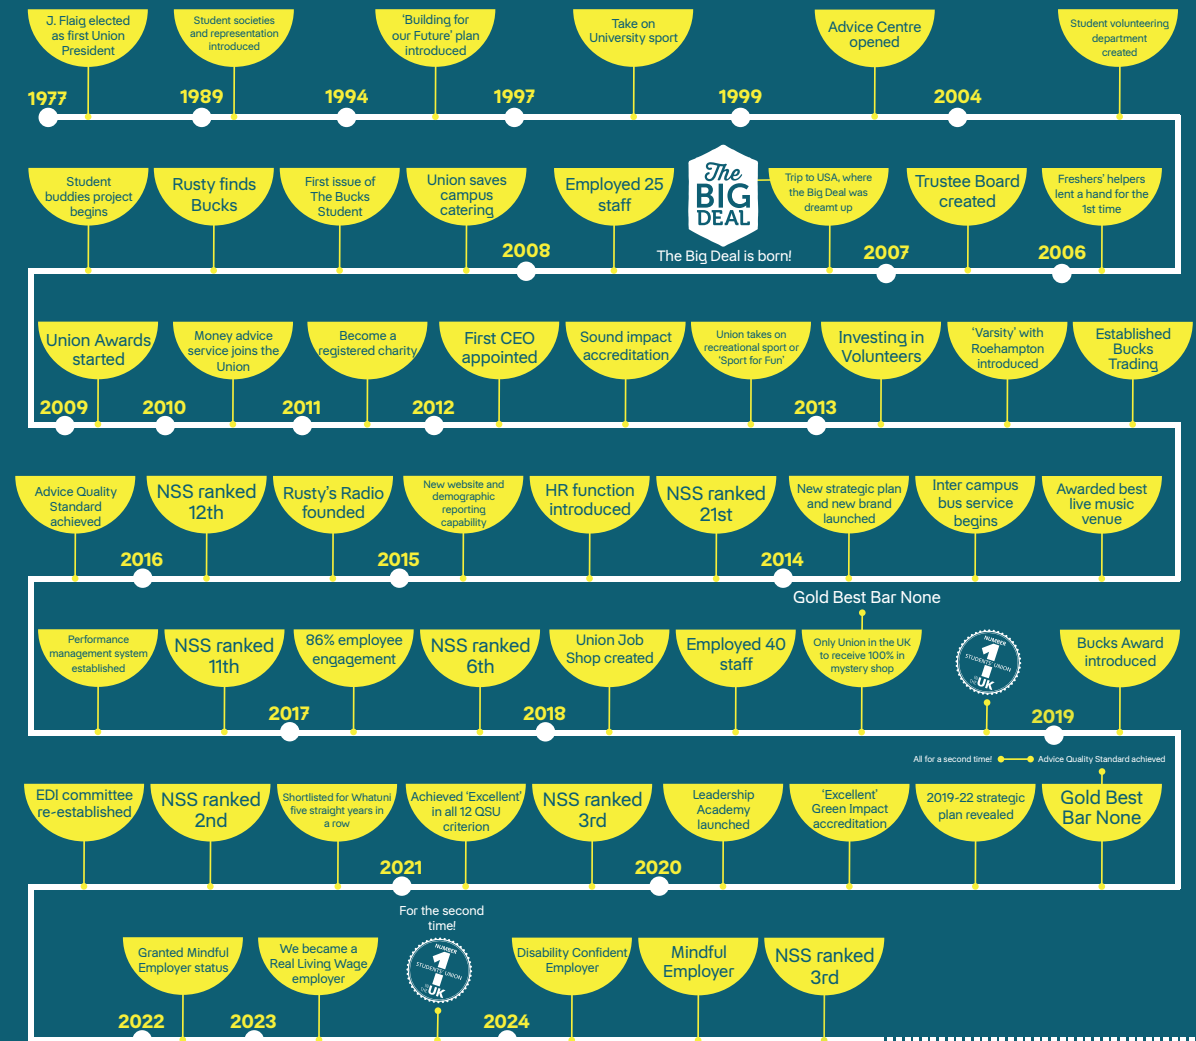 J. Flaig elected
as first Union
President
Student societies
and representation
introduced
‘Building for
our Future’ plan
introduced
Take on
University sport
Advice Centre
opened
Student volunteering
department
created
1977
1989
1994
1997
1999
2004
Student
buddies project
begins
Rusty finds
Bucks
First issue of
The Bucks
Student
Union saves
campus
catering
Employed 25
staff
The
BIG
DEAL
The Big Deal is born!
Trip to USA, where
the Big Deal was
dreamt up
Trustee Board
created
Freshers’ helpers
lent a hand for the
1st time
2008
2007
2006
Union Awards
started
Money advice
service joins the
Union
Become a
registered charity
First CEO
appointed
Sound impact
accreditation
Union takes on
recreational sport or
‘Sport for Fun’
Investing in
Volunteers
‘Varsity’ with
Roehampton
introduced
Established
Bucks
Trading
2009
2010
2011
2012
2013
Advice Quality
Standard
achieved
NSS ranked
12th
Rusty’s Radio
founded
New website and
demographic
reporting
capability
HR function
introduced
NSS ranked
21st
New strategic plan
and new brand
launched
Inter campus
bus service
begins
Awarded best
live music
venue
2016
2015
2014
Gold Best Bar None
Performance
management system
established
NSS ranked
11th
86% employee
engagement
NSS ranked
6th
Union Job
Shop created
Employed 40
staff
Only Union in the UK
to receive 100% in
mystery shop
NUMBER
1
STUDENTS' UNION
IN THE
UK
Bucks Award
introduced
2017
2018
2019
All for a second time!
Advice Quality Standard achieved
EDI committee
re-established
NSS ranked
2nd
Shortlisted for Whatuni
five straight years in
a row
Achieved ‘Excellent’
in all 12 QSU
criterion
NSS ranked
3rd
Leadership
Academy
launched
‘Excellent’
Green Impact
accreditation
2019-22 strategic
plan revealed
Gold Best
Bar None
2021
2020
For the second
time!
Granted Mindful
Employer status
We became a
Real Living Wage
employer
NUMBER
1
STUDENTS' UNION
IN THE
UK
Disability Confident
Employer
Mindful
Employer
NSS ranked
3rd
2022
2023
2024